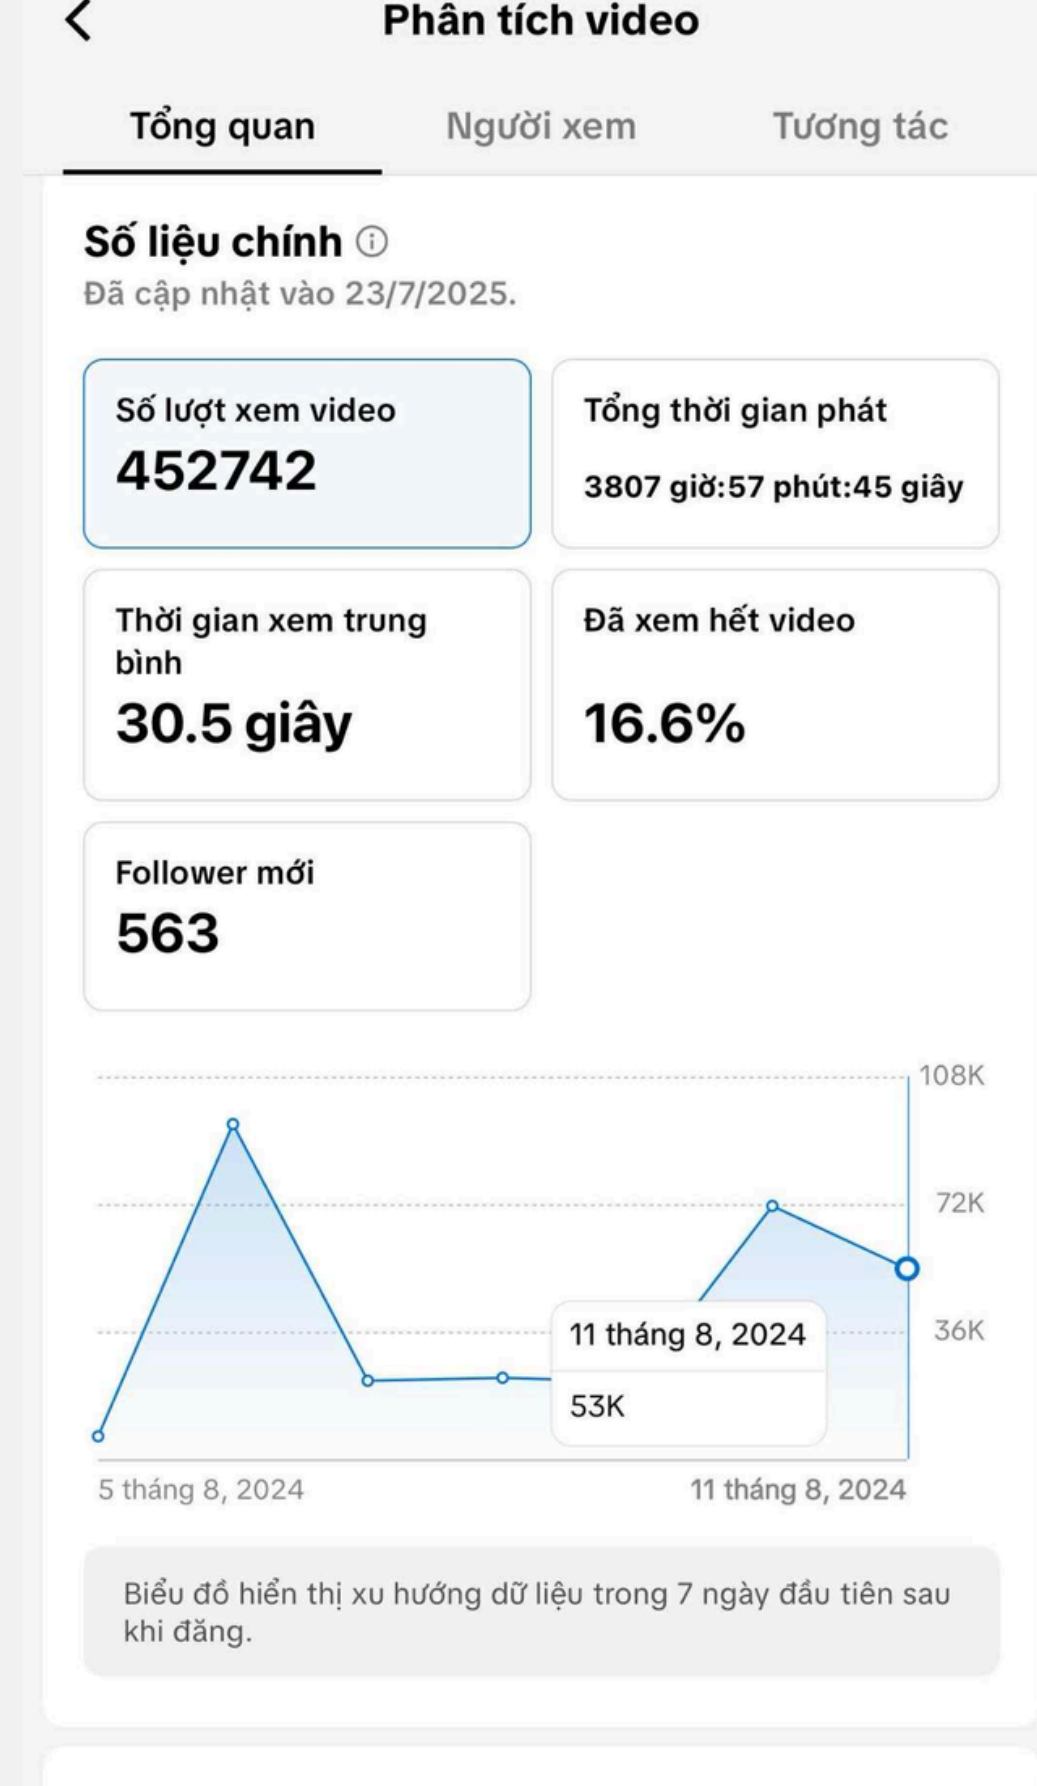 Phân tích video
Tổng quan
Người xem
Tương tác
Số liệu chính
Đã cập nhật vào 23/7/2025.
Số lượt xem video
452742
Tổng thời gian phát
3807 giờ:57 phút:45 giây
Thời gian xem trung
bình
30.5 giây
Đã xem hết video
16.6%
Follower mới
563
108K
72K
36K
11 tháng 8, 2024
53K
5 tháng 8, 2024
11 tháng 8, 2024
Biểu đồ hiển thị xu hướng dữ liệu trong 7 ngày đầu tiên sau
khi đăng.